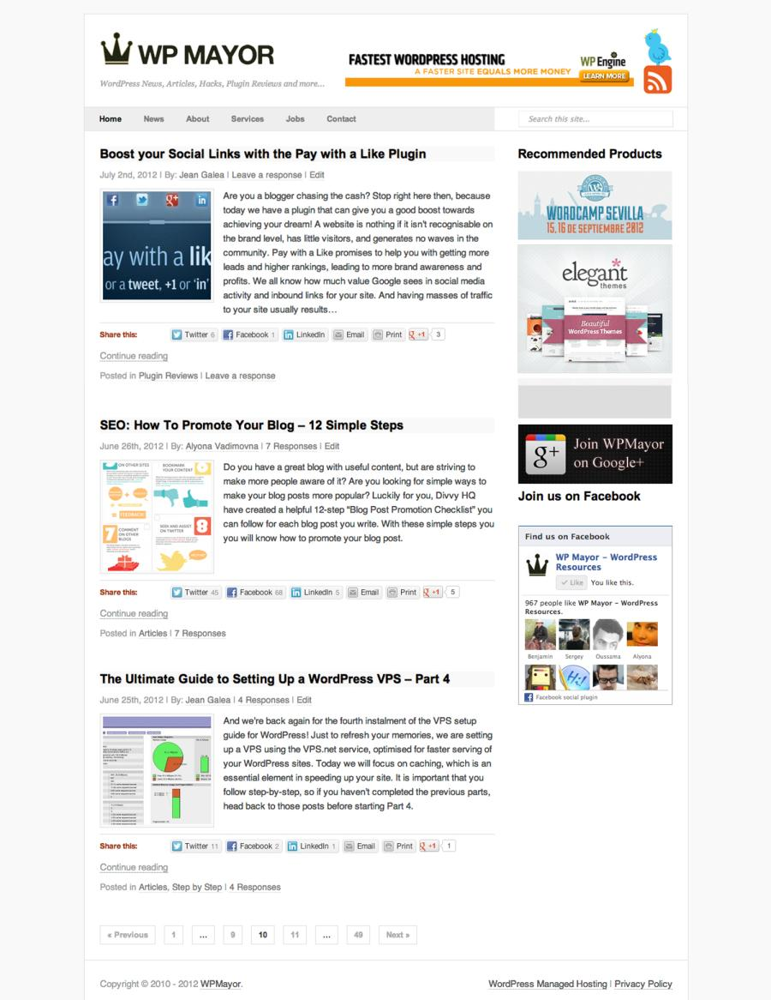 WP MAYOR
WordPress News, Articles, Hacks, Plugin Reviews and more...
FASTEST WORDPRESS HOSTING
A FASTER SITE EQUALS MORE MONEY
WP Engine
LEARN MORE
Home News About Services Jobs Contact
Search this site...
Boost your Social Links with the Pay with a Like Plugin
July 2nd, 2012 | By: Jean Galea | Leave a response | Edit
ay with a lik
or a tweet, +1 or 'in'
Are you a blogger chasing the cash? Stop right here then, because
today we have a plugin that can give you a good boost towards
achieving your dream! A website is nothing if it isn't recognisable on
the brand level, has little visitors, and generates no waves in the
community. Pay with a Like promises to help you with getting more
leads and higher rankings, leading to more brand awareness and
profits. We all know how much value Google sees in social media
activity and inbound links for your site. And having masses of traffic
to your site usually results…
Share this: Twitter 6 Facebook 1 LinkedIn Email Print +1 3
Continue reading
Posted in Plugin Reviews | Leave a response
SEO: How To Promote Your Blog – 12 Simple Steps
June 26th, 2012 | By: Alyona Vadimovna | 7 Responses | Edit
ON OTHER SITES
BOOKMARK
YOUR CONTENT
FEEDBACK
7 COMMENT
ON OTHER
BLOGS
SEEK AND ASSIST
ON TWITTER
8
Do you have a great blog with useful content, but are striving to
make more people aware of it? Are you looking for simple ways to
make your blog posts more popular? Luckily for you, Divvy HQ
have created a helpful 12-step "Blog Post Promotion Checklist" you
can follow for each blog post you write. With these simple steps you
you will know how to promote your blog post.
Share this: Twitter 45 Facebook 68 LinkedIn 5 Email Print +1 5
Continue reading
Posted in Articles | 7 Responses
The Ultimate Guide to Setting Up a WordPress VPS – Part 4
June 25th, 2012 | By: Jean Galea | 4 Responses | Edit
And we're back again for the fourth instalment of the VPS setup
guide for WordPress! Just to refresh your memories, we are setting
up a VPS using the VPS.net service, optimised for faster serving of
your WordPress sites. Today we will focus on caching, which is an
essential element in speeding up your site. It is important that you
follow step-by-step, so if you haven't completed the previous parts,
head back to those posts before starting Part 4.
Share this: Twitter 11 Facebook 2 LinkedIn 1 Email Print +1 1
Continue reading
Posted in Articles, Step by Step | 4 Responses
« Previous 1 ... 9 10 11 ... 49 Next »
Recommended Products
WORDCAMP SEVILLA
15, 16 DE SEPTIEMBRE 2012
elegant
themes
Beautiful
WordPress Themes
g+
Join WPMayor
on Google+
Join us on Facebook
Find us on Facebook
WP Mayor – WordPress
Resources
Like You like this.
967 people like WP Mayor – WordPress
Resources.
Benjamin Sergey Oussama Alyona
Hi;)
Facebook social plugin
Copyright © 2010 - 2012 WPMayor.
WordPress Managed Hosting | Privacy Policy